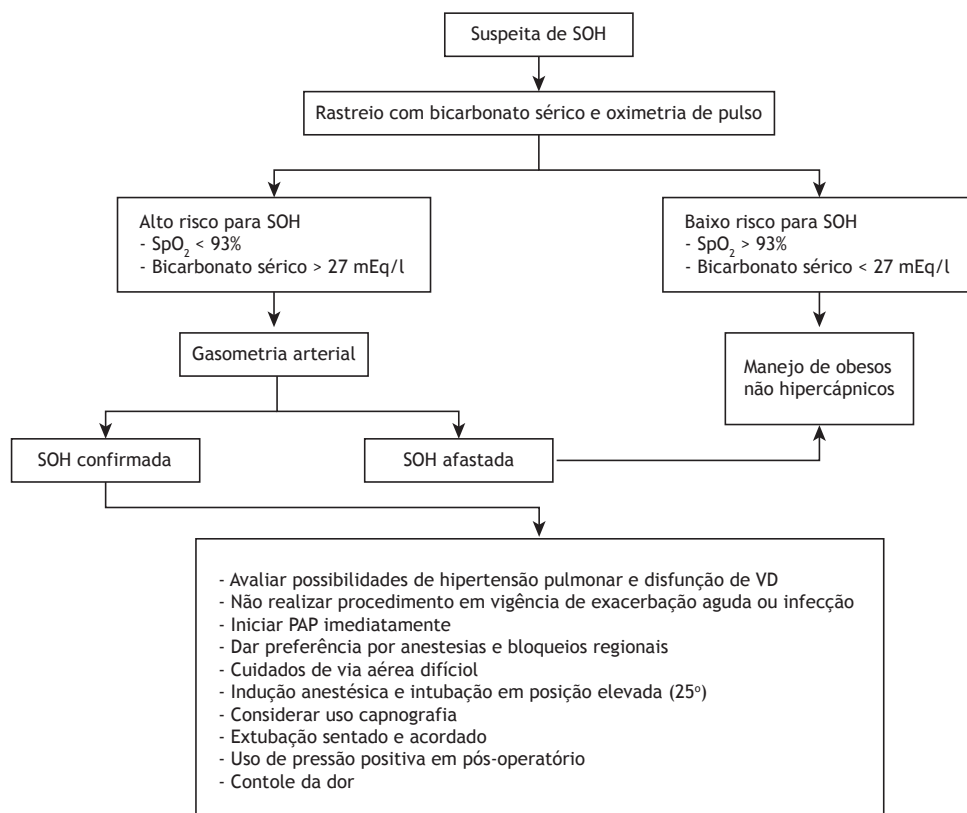 Suspeita de SOH
Rastreio com bicarbonato sérico e oximetria de pulso
Alto risco para SOH
- SpO₂ < 93%
- Bicarbonato sérico > 27 mEq/l
Baixo risco para SOH
- SpO₂ > 93%
- Bicarbonato sérico < 27 mEq/l
Gasometria arterial
Manejo de obesos
não hipercápnicos
SOH confirmada
SOH afastada
- Avaliar possibilidades de hipertensão pulmonar e disfunção de VD
- Não realizar procedimento em vigência de exacerbação aguda ou infecção
- Iniciar PAP imediatamente
- Dar preferência por anestesias e bloqueios regionais
- Cuidados de via aérea difíciol
- Indução anestésica e intubação em posição elevada (25º)
- Considerar uso capnografia
- Extubação sentado e acordado
- Uso de pressão positiva em pós-operatório
- Contole da dor